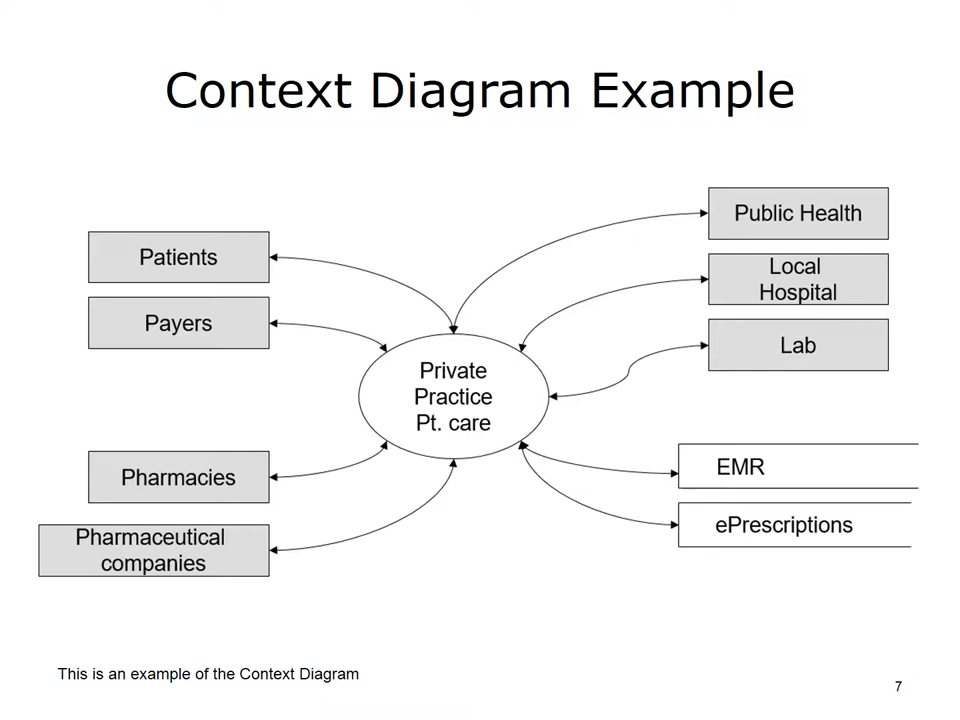 Context Diagram Example
Patients
Payers
Pharmacies
Pharmaceutical
companies
Private
Practice
Pt. care
Public Health
Local
Hospital
Lab
EMR
ePrescriptions
This is an example of the Context Diagram
7